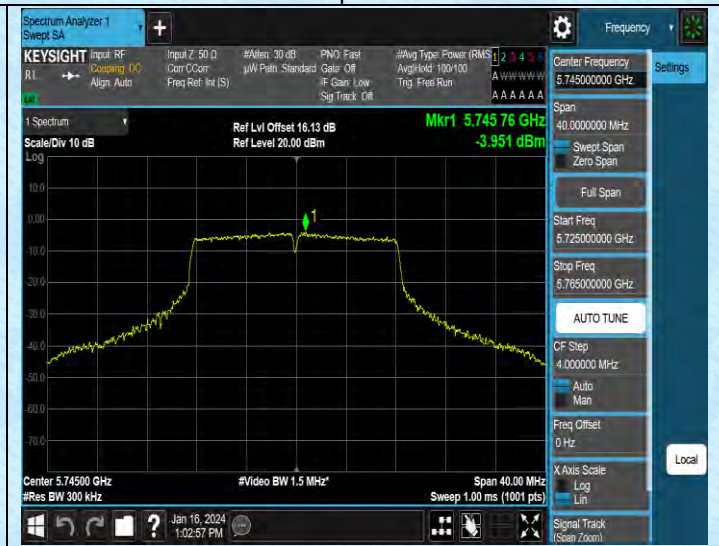 Spectrum Analyzer 1
Swept SA
+
Frequency
KEYSIGHT Input: RF
RL
Coupling: DC
Align: Auto
Input Z: 50 Ω
Corr CCorr
Freq Ref: Int (S)
#Atten: 30 dB
µW Path: Standard
PNO: Fast
Gate: Off
IF Gain: Low
Sig Track: Off
#Avg Type: Power (RMS
Avg|Hold: 100/100
Trig: Free Run
1 2 3 4 5 6
A W W W W W
A A A A A A
Center Frequency
5.745000000 GHz
Settings
Span
40.0000000 MHz
Swept Span
Zero Span
Full Span
Start Freq
5.725000000 GHz
Stop Freq
5.765000000 GHz
AUTO TUNE
CF Step
4.000000 MHz
Auto
Man
Freq Offset
0 Hz
X Axis Scale
Log
Lin
Signal Track
(Span Zoom)
Local
1 Spectrum
Scale/Div 10 dB
Ref Lvl Offset 16.13 dB
Ref Level 20.00 dBm
Mkr1 5.745 76 GHz
-3.951 dBm
Log
10.0
0.00
-10.0
-20.0
-30.0
-40.0
-50.0
-60.0
-70.0
1
Center 5.74500 GHz
#Res BW 300 kHz
#Video BW 1.5 MHz*
Span 40.00 MHz
Sweep 1.00 ms (1001 pts)
?
Jan 16, 2024
1:02:57 PM